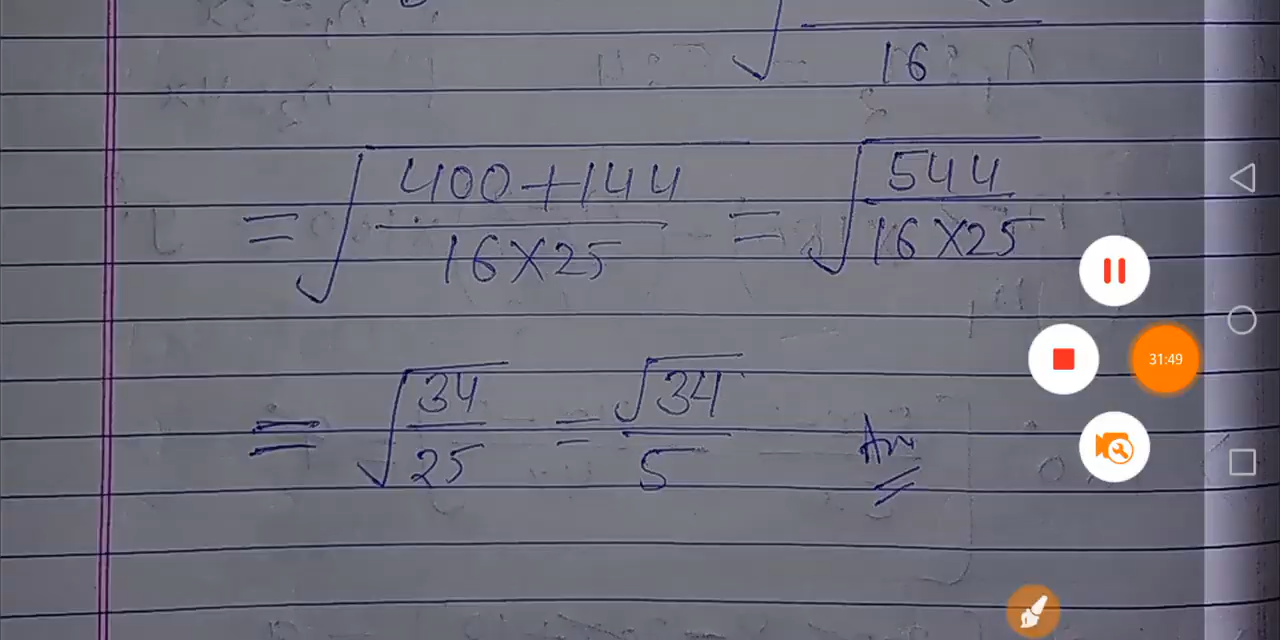 √ 16
= √(400+144 / 16×25) = √(544 / 16×25)
31:49
= √(34 / 25) = √34 / 5 Ans